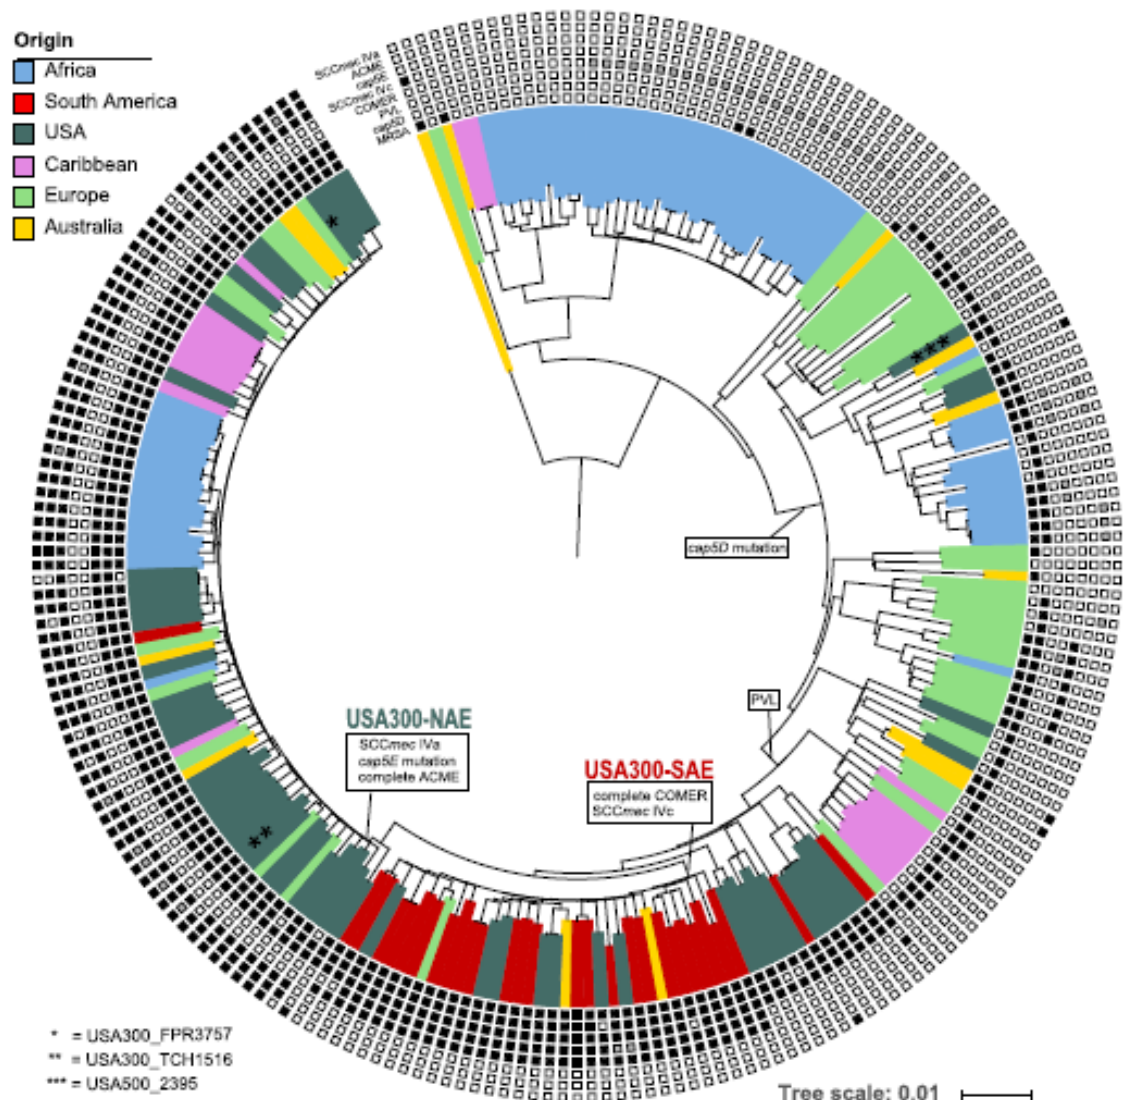 Origin
Africa
South America
USA
Caribbean
Europe
Australia
SCCmec IVa
ACME
cap5E
SCCmec IVc
COMER
PVL
cap5D
MRSA
*
***
**
cap5D mutation
PVL
USA300-NAE
SCCmec IVa
cap5E mutation
complete ACME
USA300-SAE
complete COMER
SCCmec IVc
* = USA300_FPR3757
** = USA300_TCH1516
*** = USA500_2395
Tree scale: 0.01